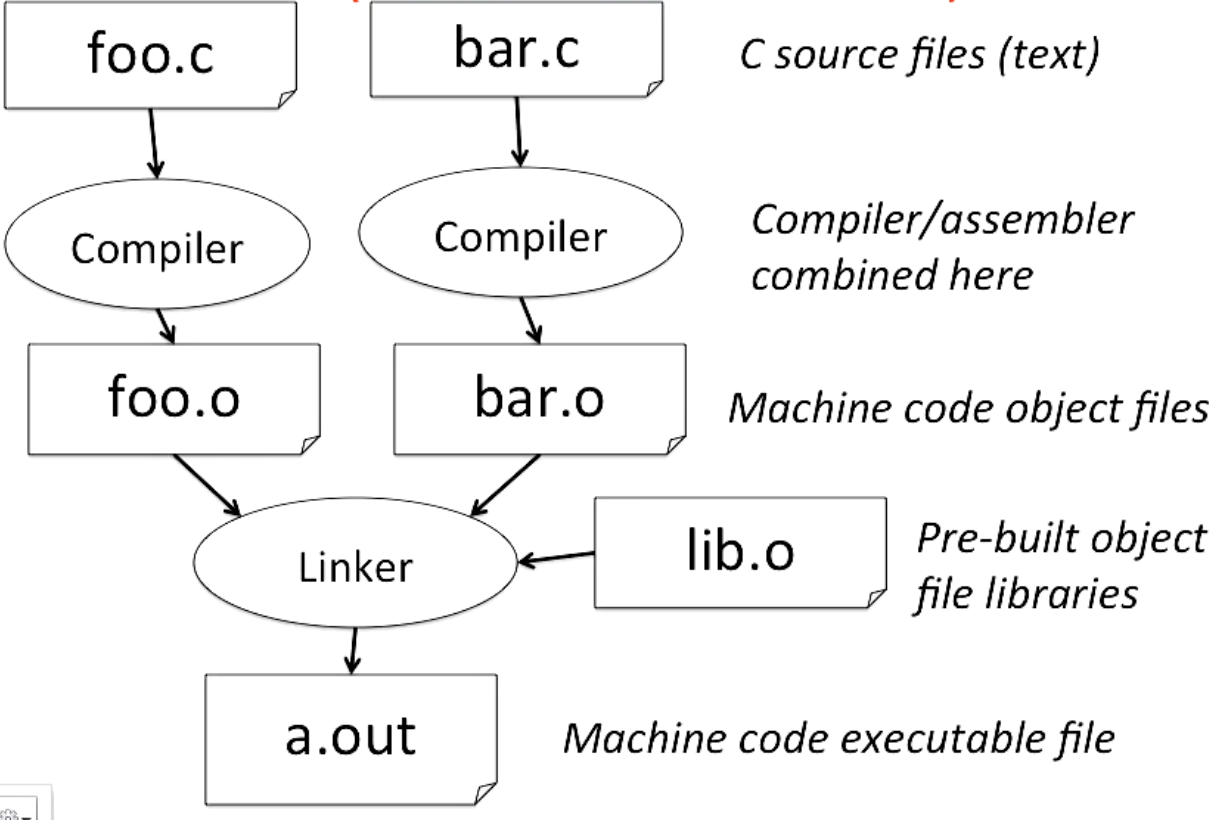 foo.c
bar.c
C source files (text)
Compiler
Compiler
Compiler/assembler
combined here
foo.o
bar.o
Machine code object files
Linker
lib.o
Pre-built object
file libraries
a.out
Machine code executable file